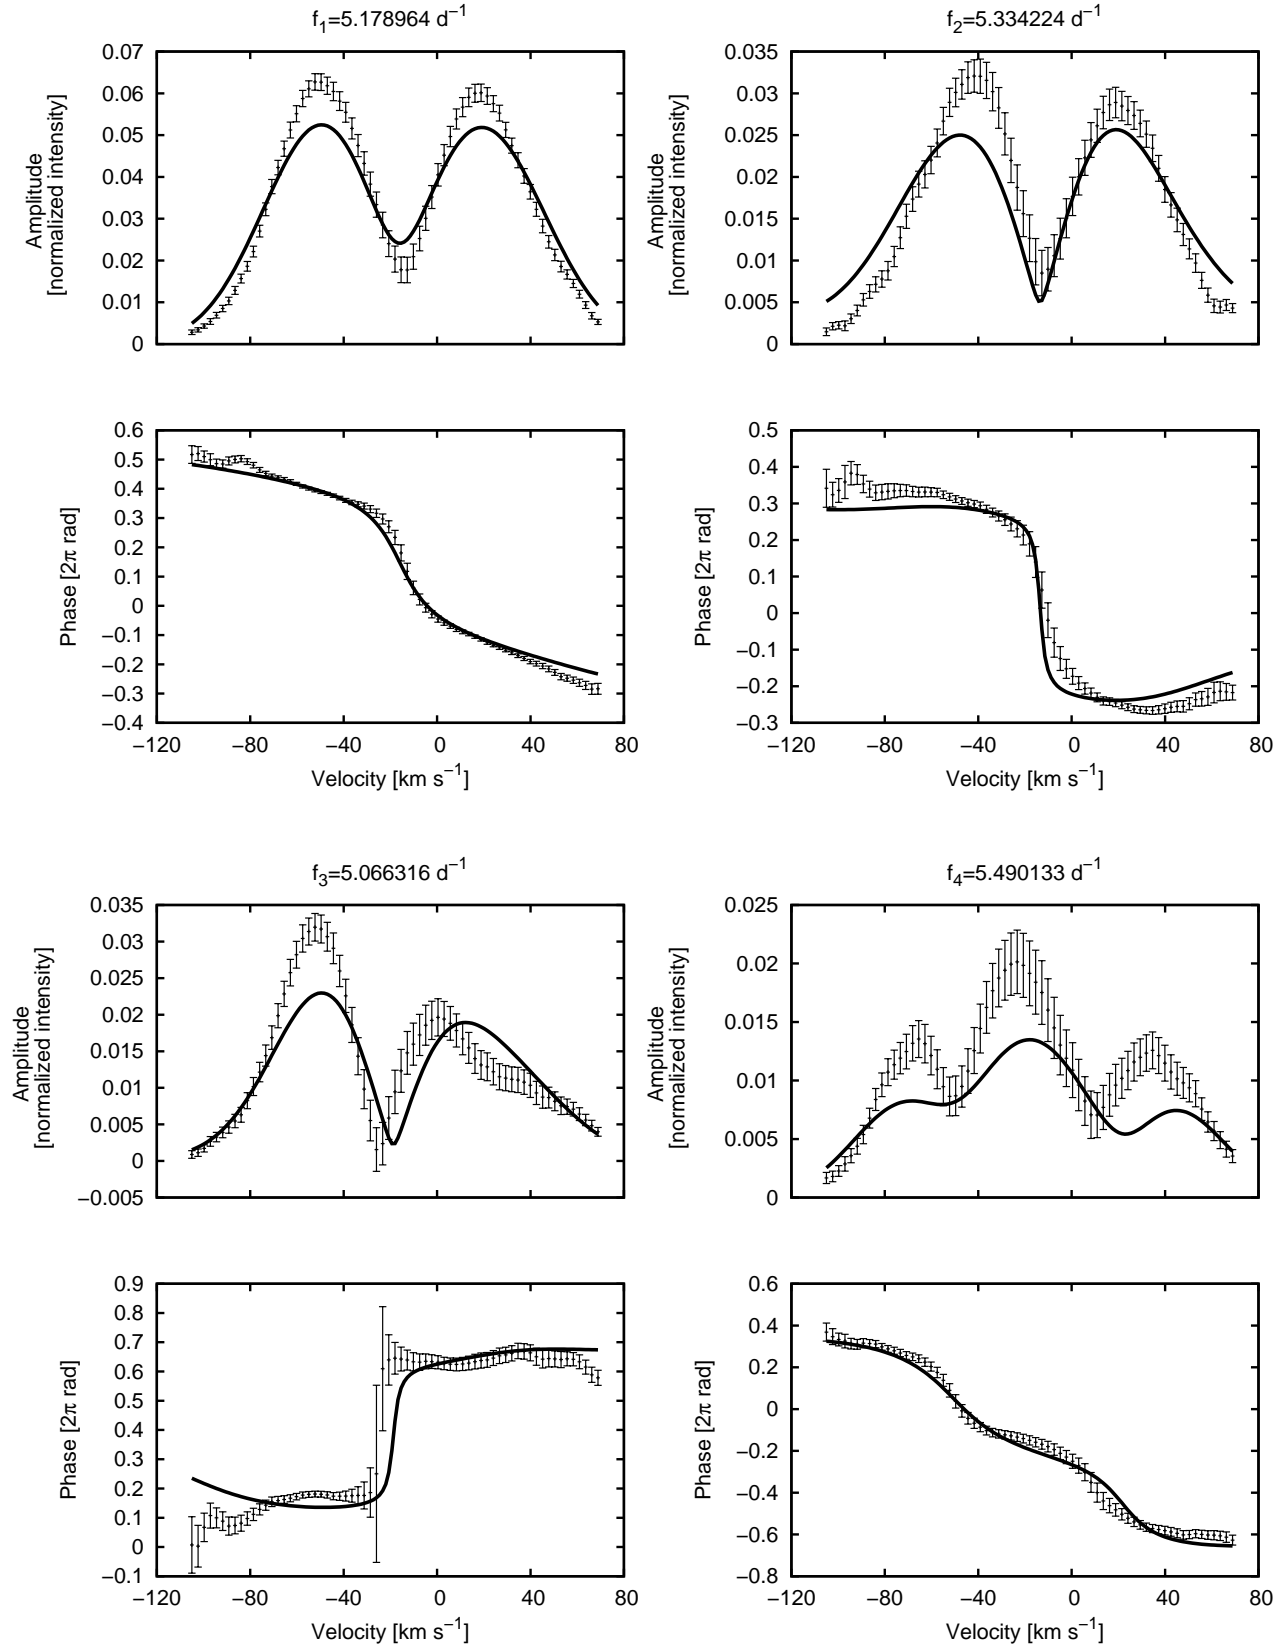 f1=5.178964 d−1
f2=5.334224 d−1
Amplitude
[normalized intensity]
0.07
0.06
0.05
0.04
0.03
0.02
0.01
0
Amplitude
[normalized intensity]
0.035
0.03
0.025
0.02
0.015
0.01
0.005
0
Phase [2π rad]
0.6
0.5
0.4
0.3
0.2
0.1
0
−0.1
−0.2
−0.3
−0.4
−120 −80 −40 0 40 80
Velocity [km s−1]
Phase [2π rad]
0.5
0.4
0.3
0.2
0.1
0
−0.1
−0.2
−0.3
−120 −80 −40 0 40 80
Velocity [km s−1]
f3=5.066316 d−1
f4=5.490133 d−1
Amplitude
[normalized intensity]
0.035
0.03
0.025
0.02
0.015
0.01
0.005
0
−0.005
Amplitude
[normalized intensity]
0.025
0.02
0.015
0.01
0.005
0
Phase [2π rad]
0.9
0.8
0.7
0.6
0.5
0.4
0.3
0.2
0.1
0
−0.1
−120 −80 −40 0 40 80
Velocity [km s−1]
Phase [2π rad]
0.6
0.4
0.2
0
−0.2
−0.4
−0.6
−0.8
−120 −80 −40 0 40 80
Velocity [km s−1]